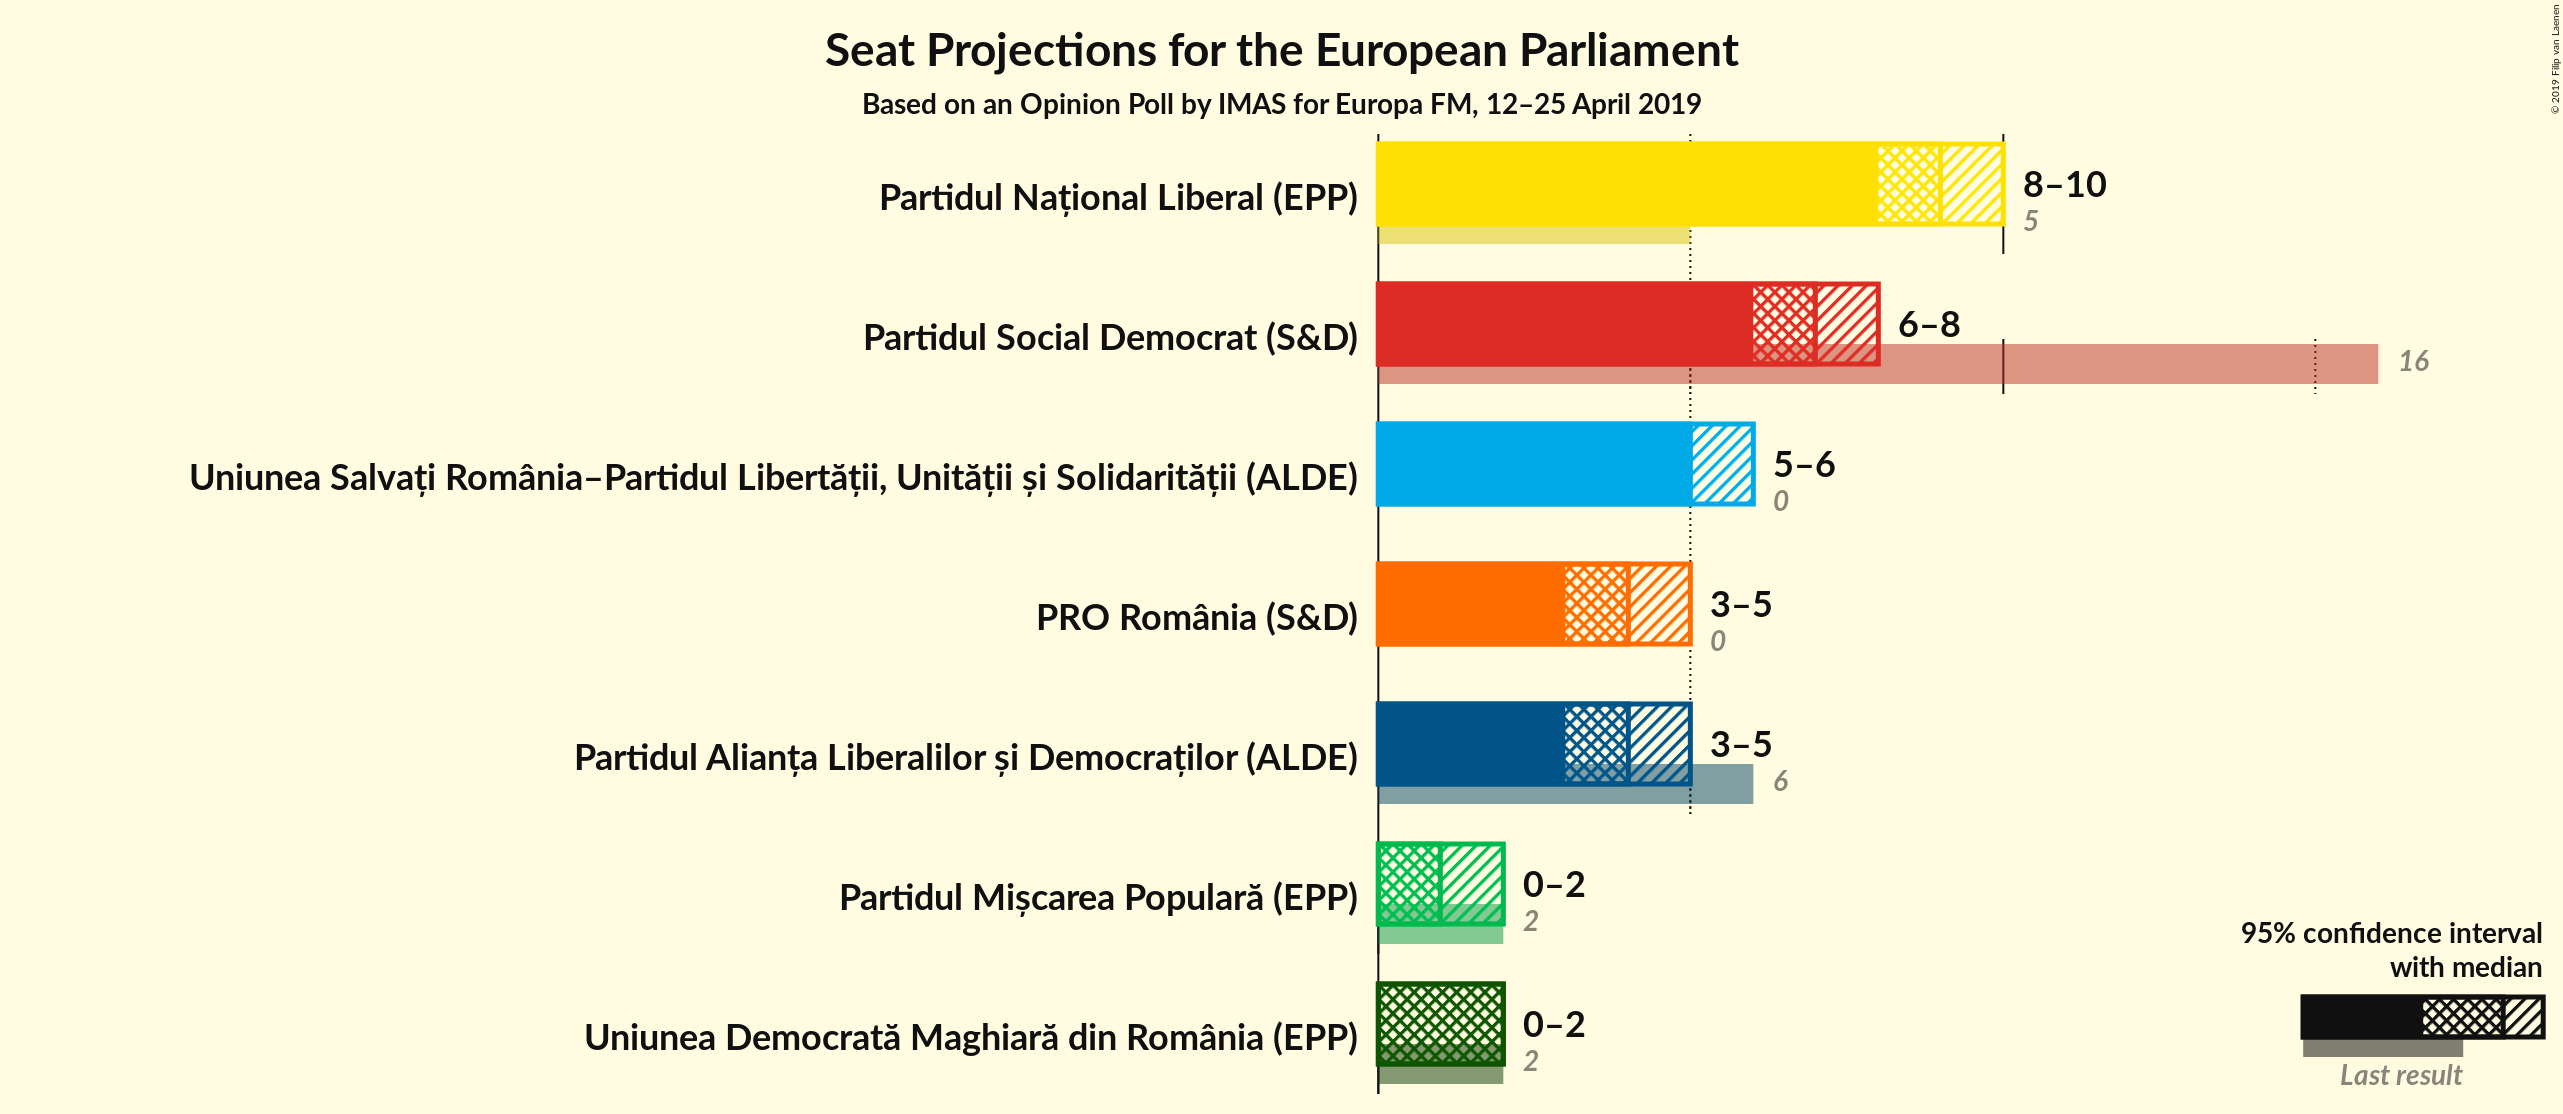 Seat Projections for the European Parliament
Based on an Opinion Poll by IMAS for Europa FM, 12–25 April 2019
© 2019 Filip van Laenen
Partidul Național Liberal (EPP)
8–10
5
Partidul Social Democrat (S&D)
6–8
16
Uniunea Salvați România–Partidul Libertății, Unității și Solidarității (ALDE)
5–6
0
PRO România (S&D)
3–5
0
Partidul Alianța Liberalilor și Democraților (ALDE)
3–5
6
Partidul Mișcarea Populară (EPP)
0–2
2
Uniunea Democrată Maghiară din România (EPP)
0–2
2
95% confidence interval
with median
Last result